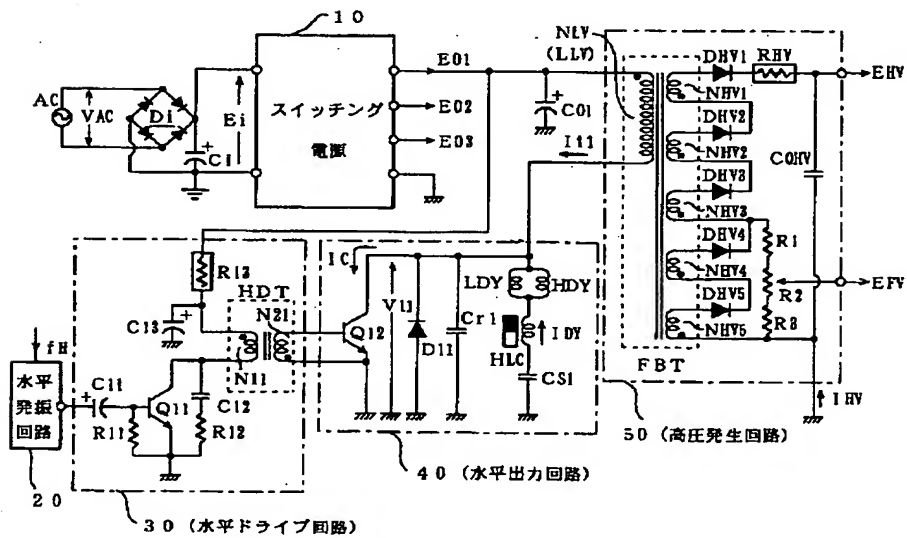 10
NLV
(LLV)
DHV1
RHV
EHV
NHV1
AC
VAC
Di
Ci
Ei
スイッチング
電源
E01
E02
E03
C01
It1
DHV2
NHV2
DHV3
NHV3
DHV4
NHV4
DHV5
NHV5
COHV
R1
R2
R3
EFV
FBT
IHV
50(高圧発生回路)
R13
HDT
C13
N21
N11
IC
V11
Q12
D11
Cr1
LDY
HDY
HLC
IDY
CS1
fH
水平
発振
回路
C11
Q11
R11
C12
R12
20
40(水平出力回路)
30(水平ドライブ回路)